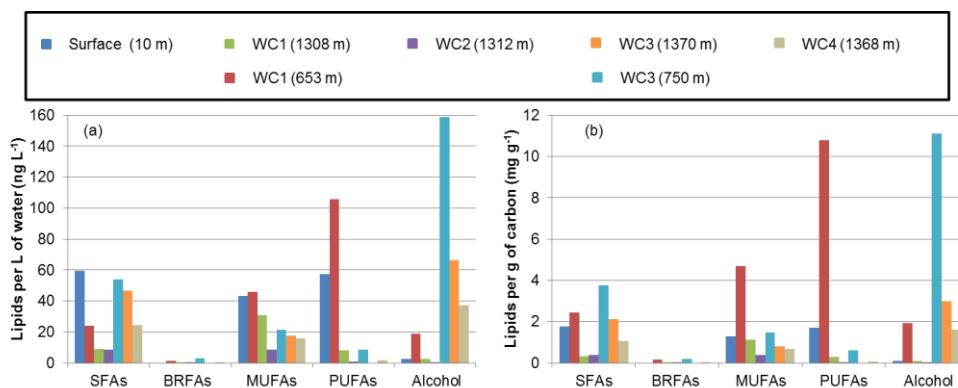 Surface (10 m) WC1 (1308 m) WC2 (1312 m) WC3 (1370 m) WC4 (1368 m)
WC1 (653 m) WC3 (750 m)
Lipids per L of water (ng L⁻¹)
160
140
120
100
80
60
40
20
0
(a)
SFAs BRFAs MUFAs PUFAs Alcohol
Lipids per g of carbon (mg g⁻¹)
12
10
8
6
4
2
0
(b)
SFAs BRFAs MUFAs PUFAs Alcohol